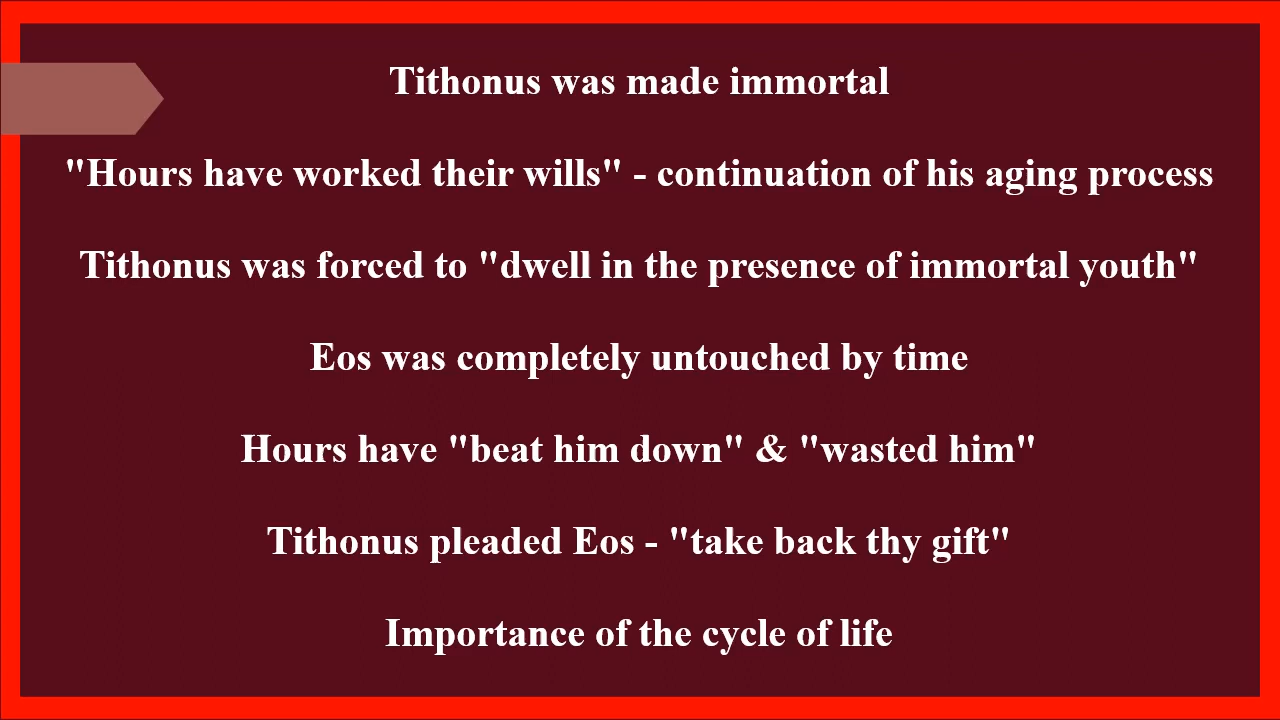 Tithonus was made immortal
"Hours have worked their wills" - continuation of his aging process
Tithonus was forced to "dwell in the presence of immortal youth"
Eos was completely untouched by time
Hours have "beat him down" & "wasted him"
Tithonus pleaded Eos - "take back thy gift"
Importance of the cycle of life